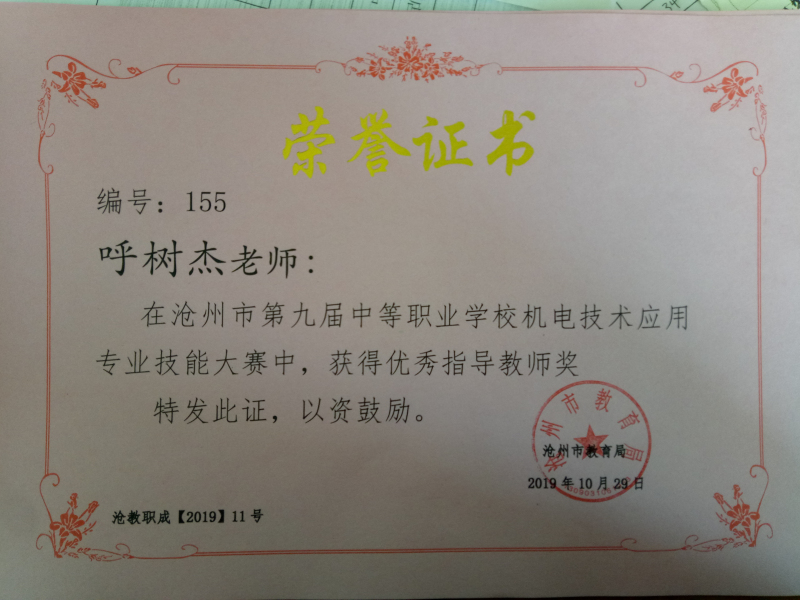 荣誉证书
编号：155
呼树杰老师：
在沧州市第九届中等职业学校机电技术应用
专业技能大赛中，获得优秀指导教师奖
特发此证，以资鼓励。
沧州市教育局
沧州市教育局
2019年10月29日
沧教职成【2019】11号